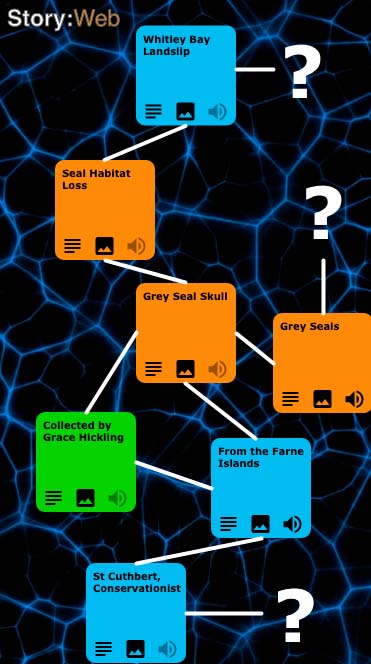 Story:Web
Whitley Bay
Landslip
?
Seal Habitat
Loss
?
Grey Seal Skull
Grey Seals
Collected by
Grace Hickling
From the Farne
Islands
St Cuthbert,
Conservationist
?